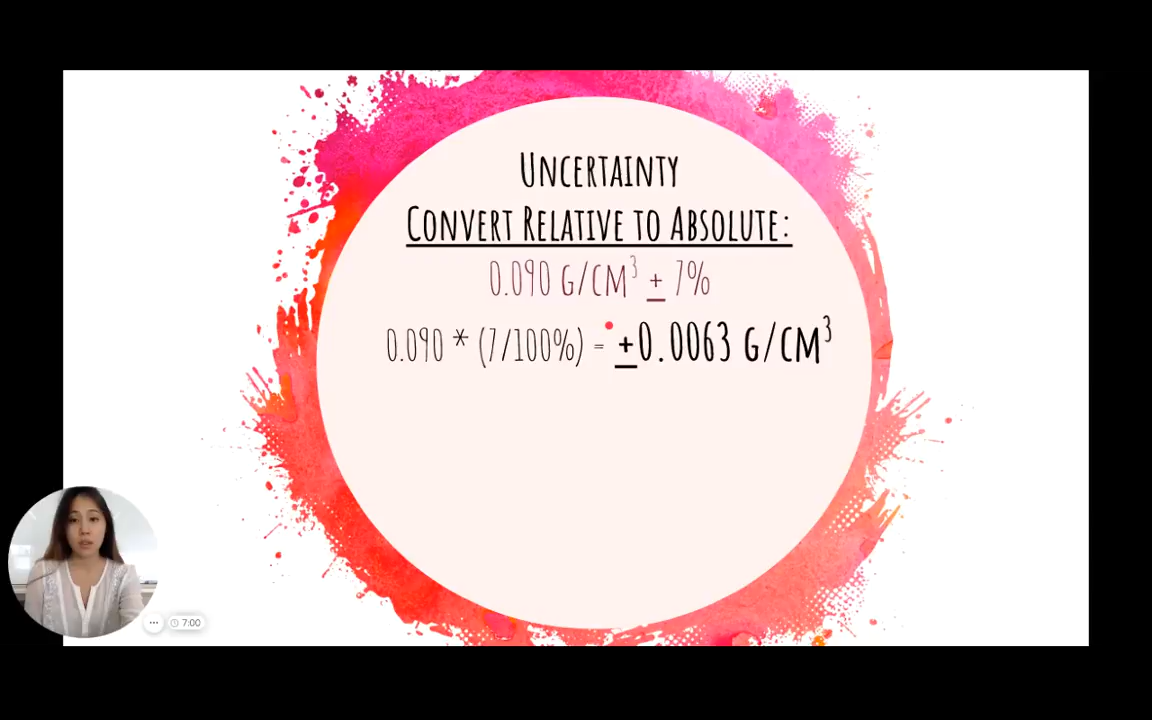 UNCERTAINTY
CONVERT RELATIVE TO ABSOLUTE:
0.090 G/CM³ ± 7%
0.090 * (7/100%) = ±0.0063 G/CM³
7:00